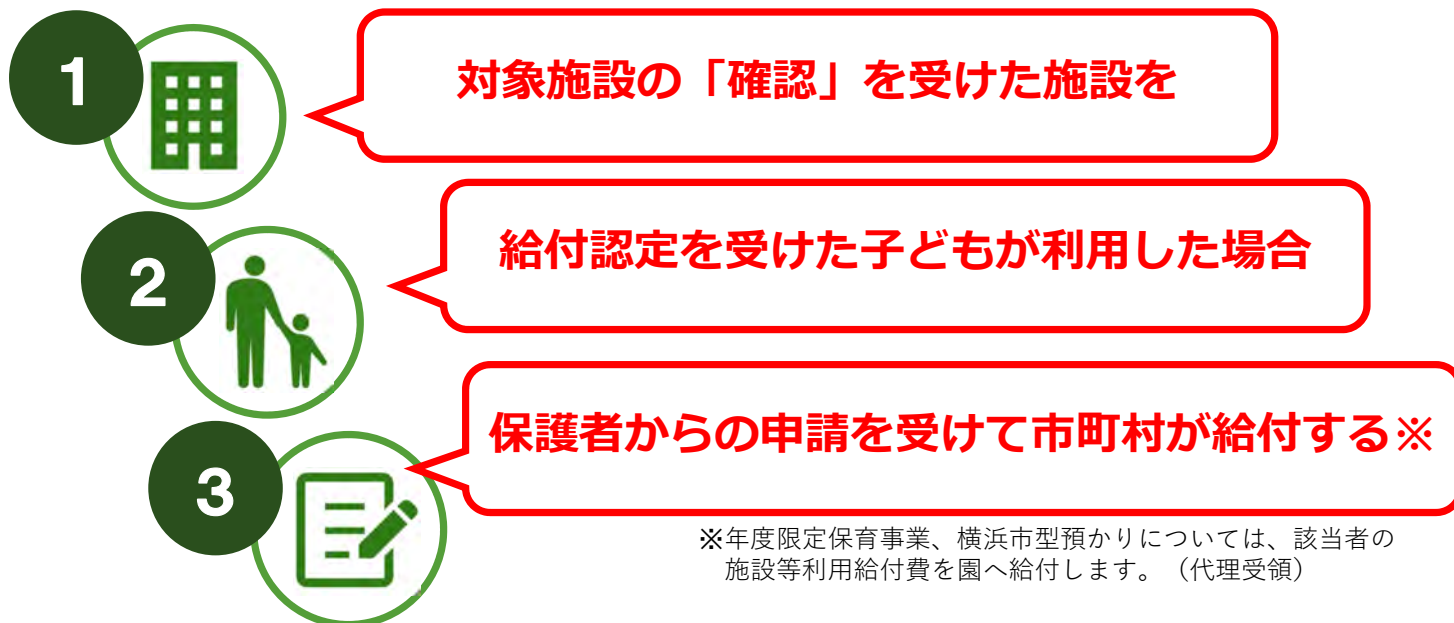 1
対象施設の「確認」を受けた施設を
2
給付認定を受けた子どもが利用した場合
3
保護者からの申請を受けて市町村が給付する※
※年度限定保育事業、横浜市型預かりについては、該当者の
施設等利用給付費を園へ給付します。（代理受領）